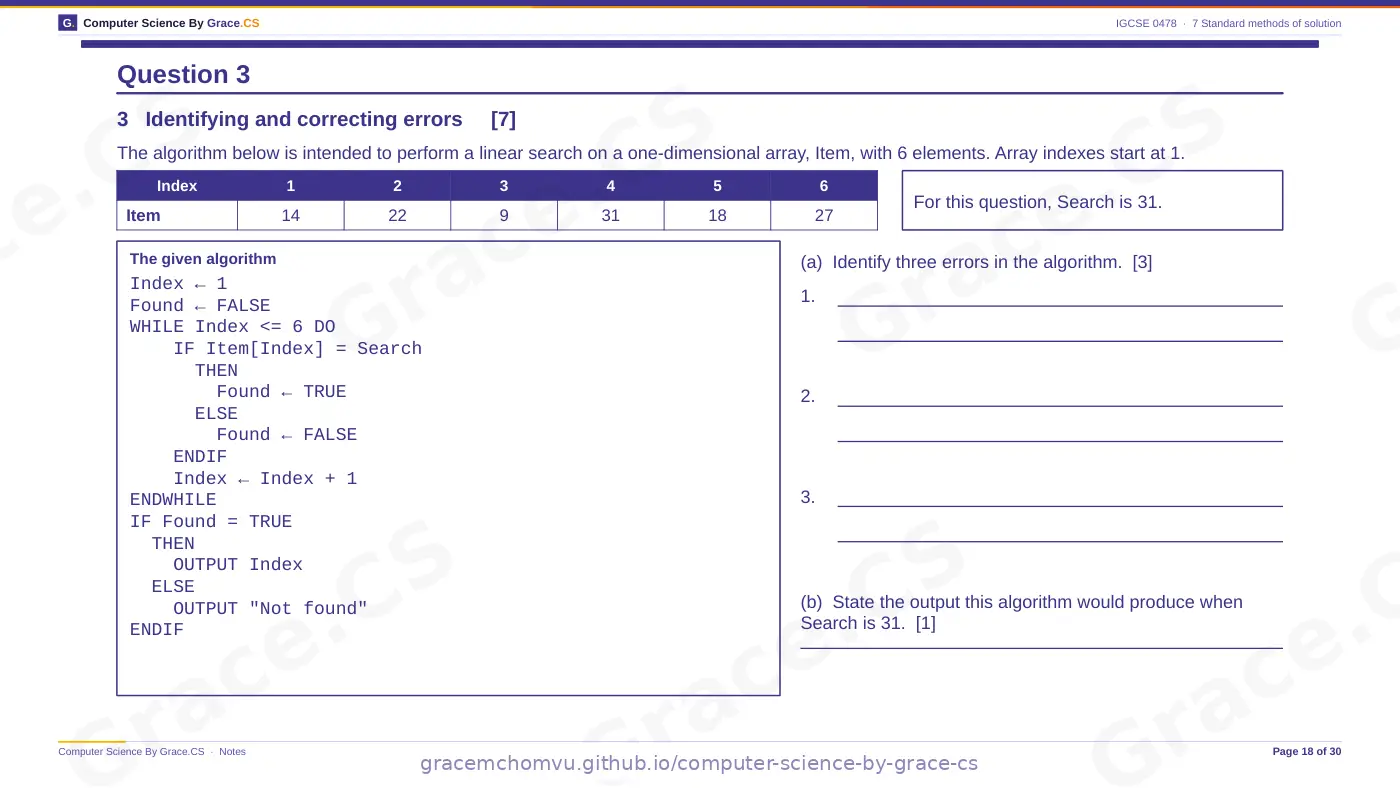 G. Computer Science By Grace.CS
IGCSE 0478 · 7 Standard methods of solution
Question 3
3 Identifying and correcting errors [7]
The algorithm below is intended to perform a linear search on a one-dimensional array, Item, with 6 elements. Array indexes start at 1.
Index 1 2 3 4 5 6
Item 14 22 9 31 18 27
For this question, Search is 31.
The given algorithm
Index ← 1
Found ← FALSE
WHILE Index <= 6 DO
    IF Item[Index] = Search
      THEN
        Found ← TRUE
      ELSE
        Found ← FALSE
    ENDIF
    Index ← Index + 1
ENDWHILE
IF Found = TRUE
  THEN
    OUTPUT Index
  ELSE
    OUTPUT "Not found"
ENDIF
(a) Identify three errors in the algorithm. [3]
1.
2.
3.
(b) State the output this algorithm would produce when
Search is 31. [1]
Computer Science By Grace.CS · Notes
Page 18 of 30
gracemchomvu.github.io/computer-science-by-grace-cs
Grace.CS